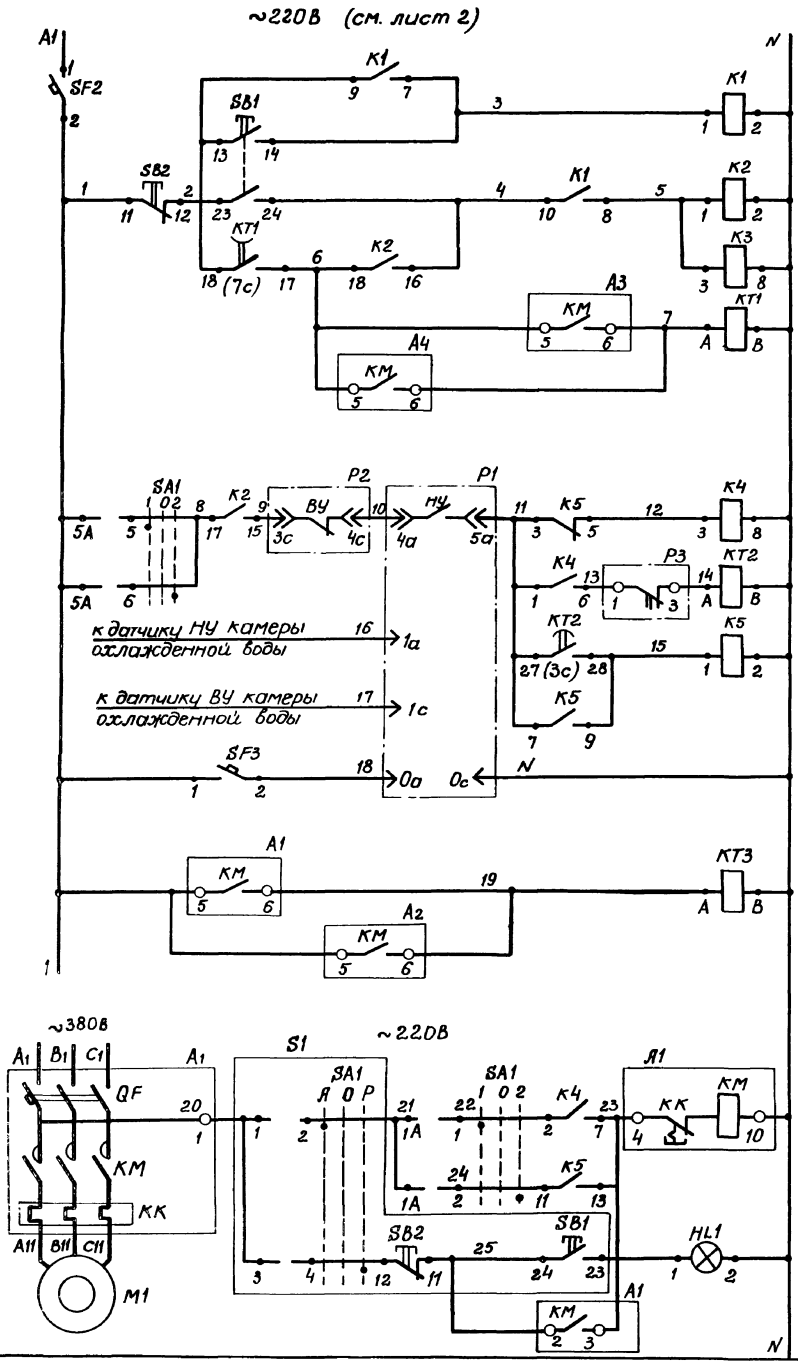 ~220В (см. лист 2)
A1 N
1
SF2
2
K1
9 7
3
K1
1 2
SB1
13 14
1
SB2
11 12
2
23 24
4
K1
10 8
5
K2
1 2
KT1
18 (7с) 17
6
K2
18 16
K3
3 8
A3
KM
5 6
7
KT1
A B
A4
KM
5 6
SA1
1 0 2
5A 5
8
K2
17 15
9
P2
ВУ
3с 4с
10
P1
НУ
4а 5а
11
K5
3 5
12
K4
3 8
5A 6
K4
1 6
13
P3
1 3
14
KT2
A B
к датчику НУ камеры
охлажденной воды
16
1а
KT2
27 (3с) 28
15
K5
1 2
к датчику ВУ камеры
охлажденной воды
17
1с
K5
7 9
SF3
1 2
18
0а 0с
N
A1
KM
5 6
19
KT3
A B
A2
KM
5 6
1
~380В
~220В
A1 B1 C1
A1
QF
20
1
KM
KK
A11 B11 C11
M1
S1
SA1
Я 0 Р
1 2
21
1A 1
22
SA1
1 0 2
K4
2 7
23
Я1
KK
KM
4 10
24
1A 2
K5
11 13
3 4
SB2
12 11
25
SB1
24 23
HL1
1 2
A1
KM
2 3
N